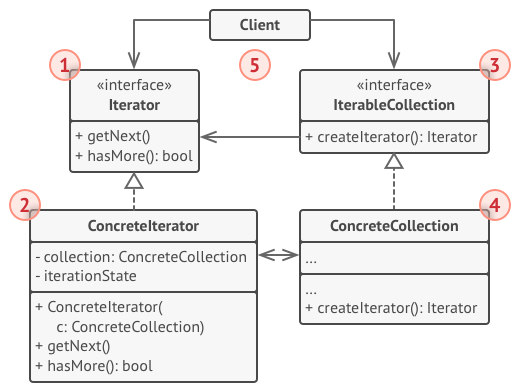 Client
1
5
3
«interface»
Iterator
+ getNext()
+ hasMore(): bool
«interface»
IterableCollection
+ createIterator(): Iterator
2
ConcreteIterator
- collection: ConcreteCollection
- iterationState
+ ConcreteIterator(
c: ConcreteCollection)
+ getNext()
+ hasMore(): bool
4
ConcreteCollection
...
...
+ createIterator(): Iterator